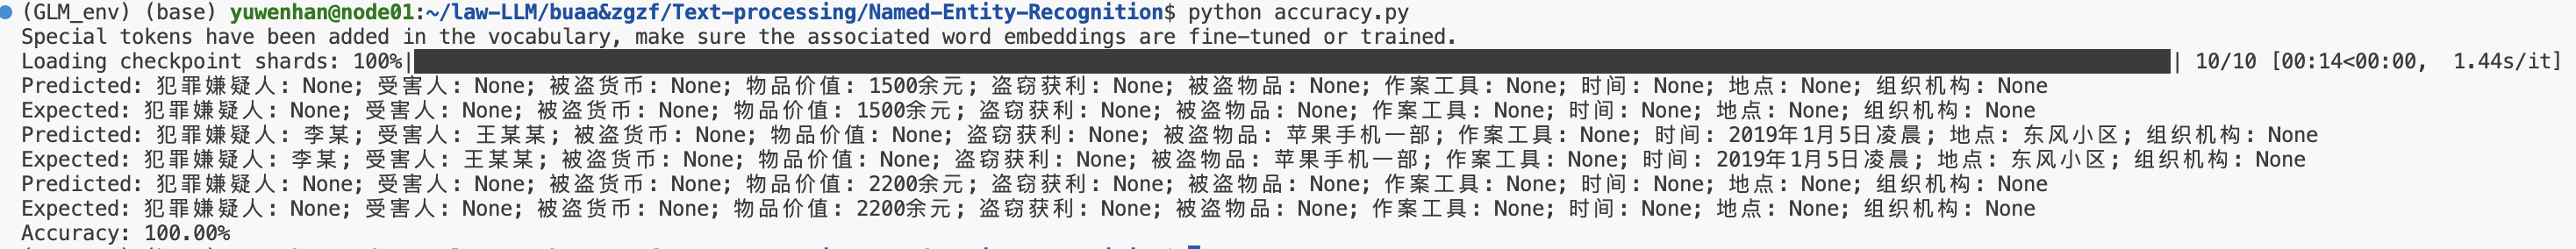 (GLM_env) (base) yuwenhan@node01:~/law-LLM/buaa&zgzf/Text-processing/Named-Entity-Recognition$ python accuracy.py
Special tokens have been added in the vocabulary, make sure the associated word embeddings are fine-tuned or trained.
Loading checkpoint shards: 100%|██████████| 10/10 [00:14<00:00,  1.44s/it]
Predicted: 犯罪嫌疑人: None; 受害人: None; 被盗货币: None; 物品价值: 1500余元; 盗窃获利: None; 被盗物品: None; 作案工具: None; 时间: None; 地点: None; 组织机构: None
Expected: 犯罪嫌疑人: None; 受害人: None; 被盗货币: None; 物品价值: 1500余元; 盗窃获利: None; 被盗物品: None; 作案工具: None; 时间: None; 地点: None; 组织机构: None
Predicted: 犯罪嫌疑人: 李某; 受害人: 王某某; 被盗货币: None; 物品价值: None; 盗窃获利: None; 被盗物品: 苹果手机一部; 作案工具: None; 时间: 2019年1月5日凌晨; 地点: 东风小区; 组织机构: None
Expected: 犯罪嫌疑人: 李某; 受害人: 王某某; 被盗货币: None; 物品价值: None; 盗窃获利: None; 被盗物品: 苹果手机一部; 作案工具: None; 时间: 2019年1月5日凌晨; 地点: 东风小区; 组织机构: None
Predicted: 犯罪嫌疑人: None; 受害人: None; 被盗货币: None; 物品价值: 2200余元; 盗窃获利: None; 被盗物品: None; 作案工具: None; 时间: None; 地点: None; 组织机构: None
Expected: 犯罪嫌疑人: None; 受害人: None; 被盗货币: None; 物品价值: 2200余元; 盗窃获利: None; 被盗物品: None; 作案工具: None; 时间: None; 地点: None; 组织机构: None
Accuracy: 100.00%